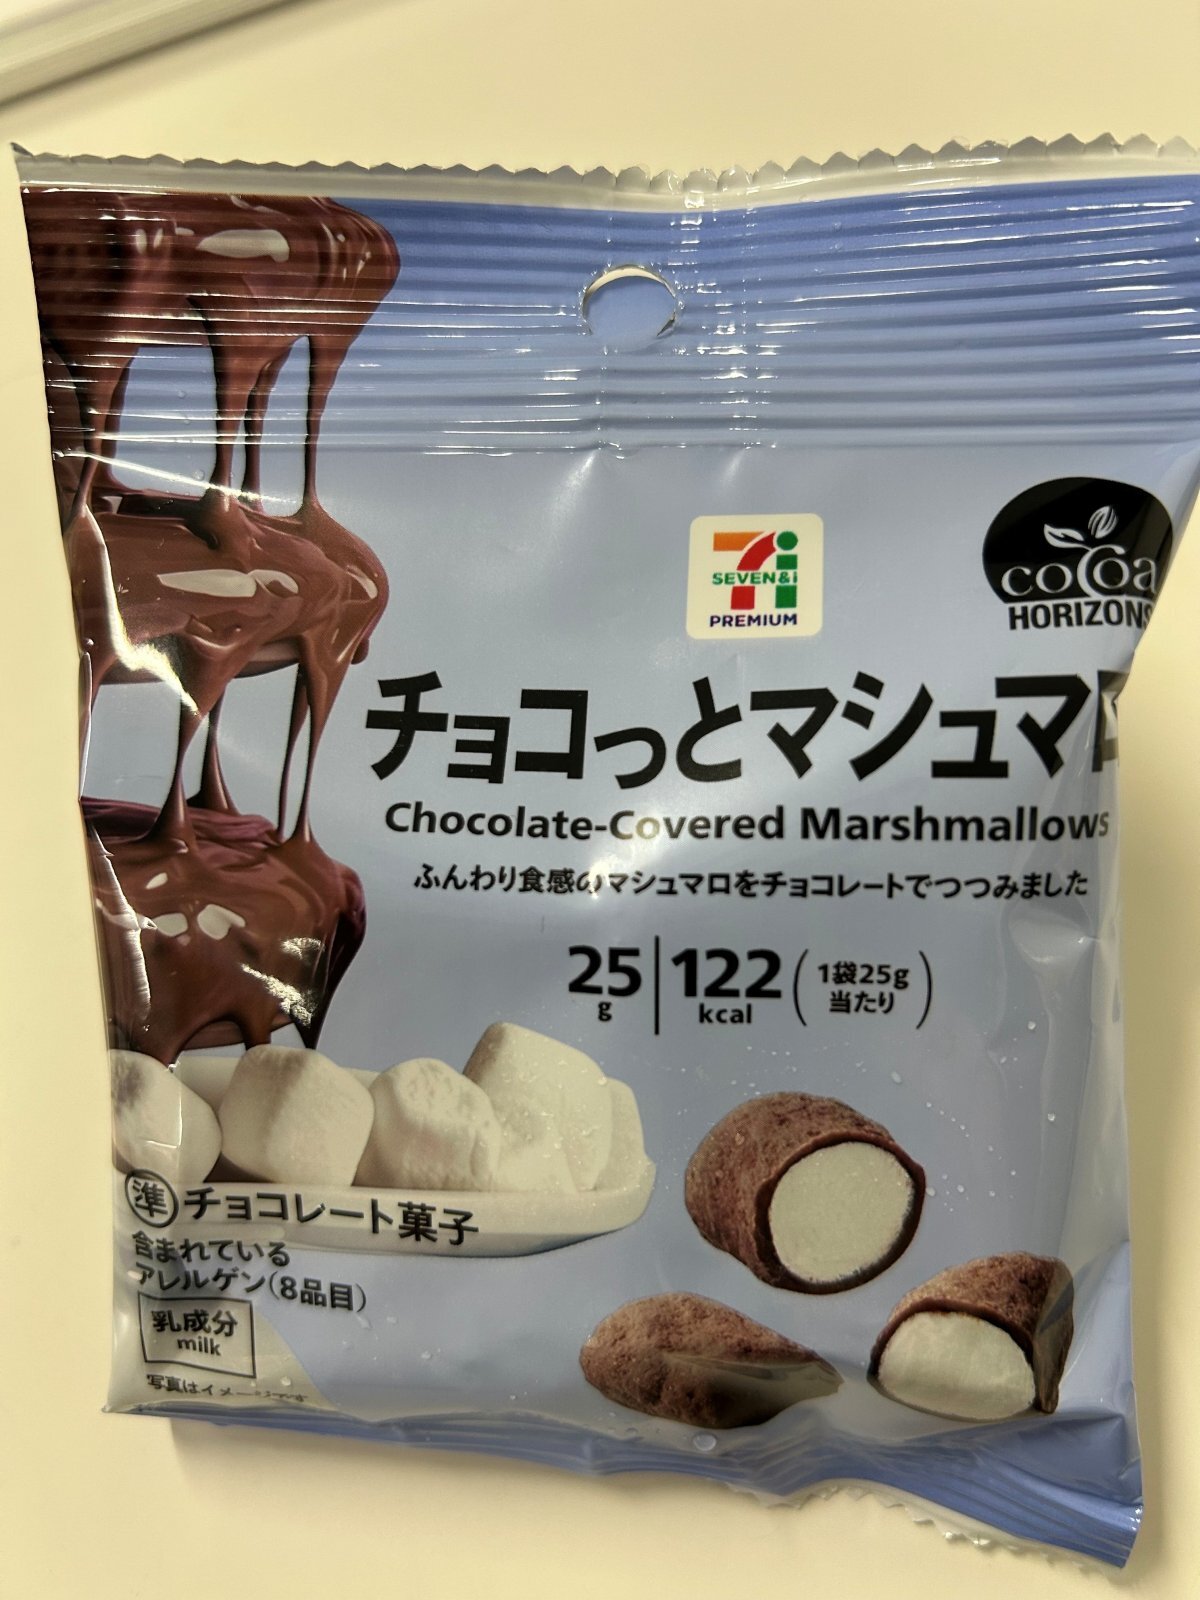 SEVEN&i
PREMIUM
cocoa
HORIZONS
チョコっとマシュマロ
Chocolate-Covered Marshmallows
ふんわり食感のマシュマロをチョコレートでつつみました
25g 122kcal (1袋25g当たり)
準チョコレート菓子
含まれている
アレルゲン(8品目)
乳成分
milk
写真はイメージです